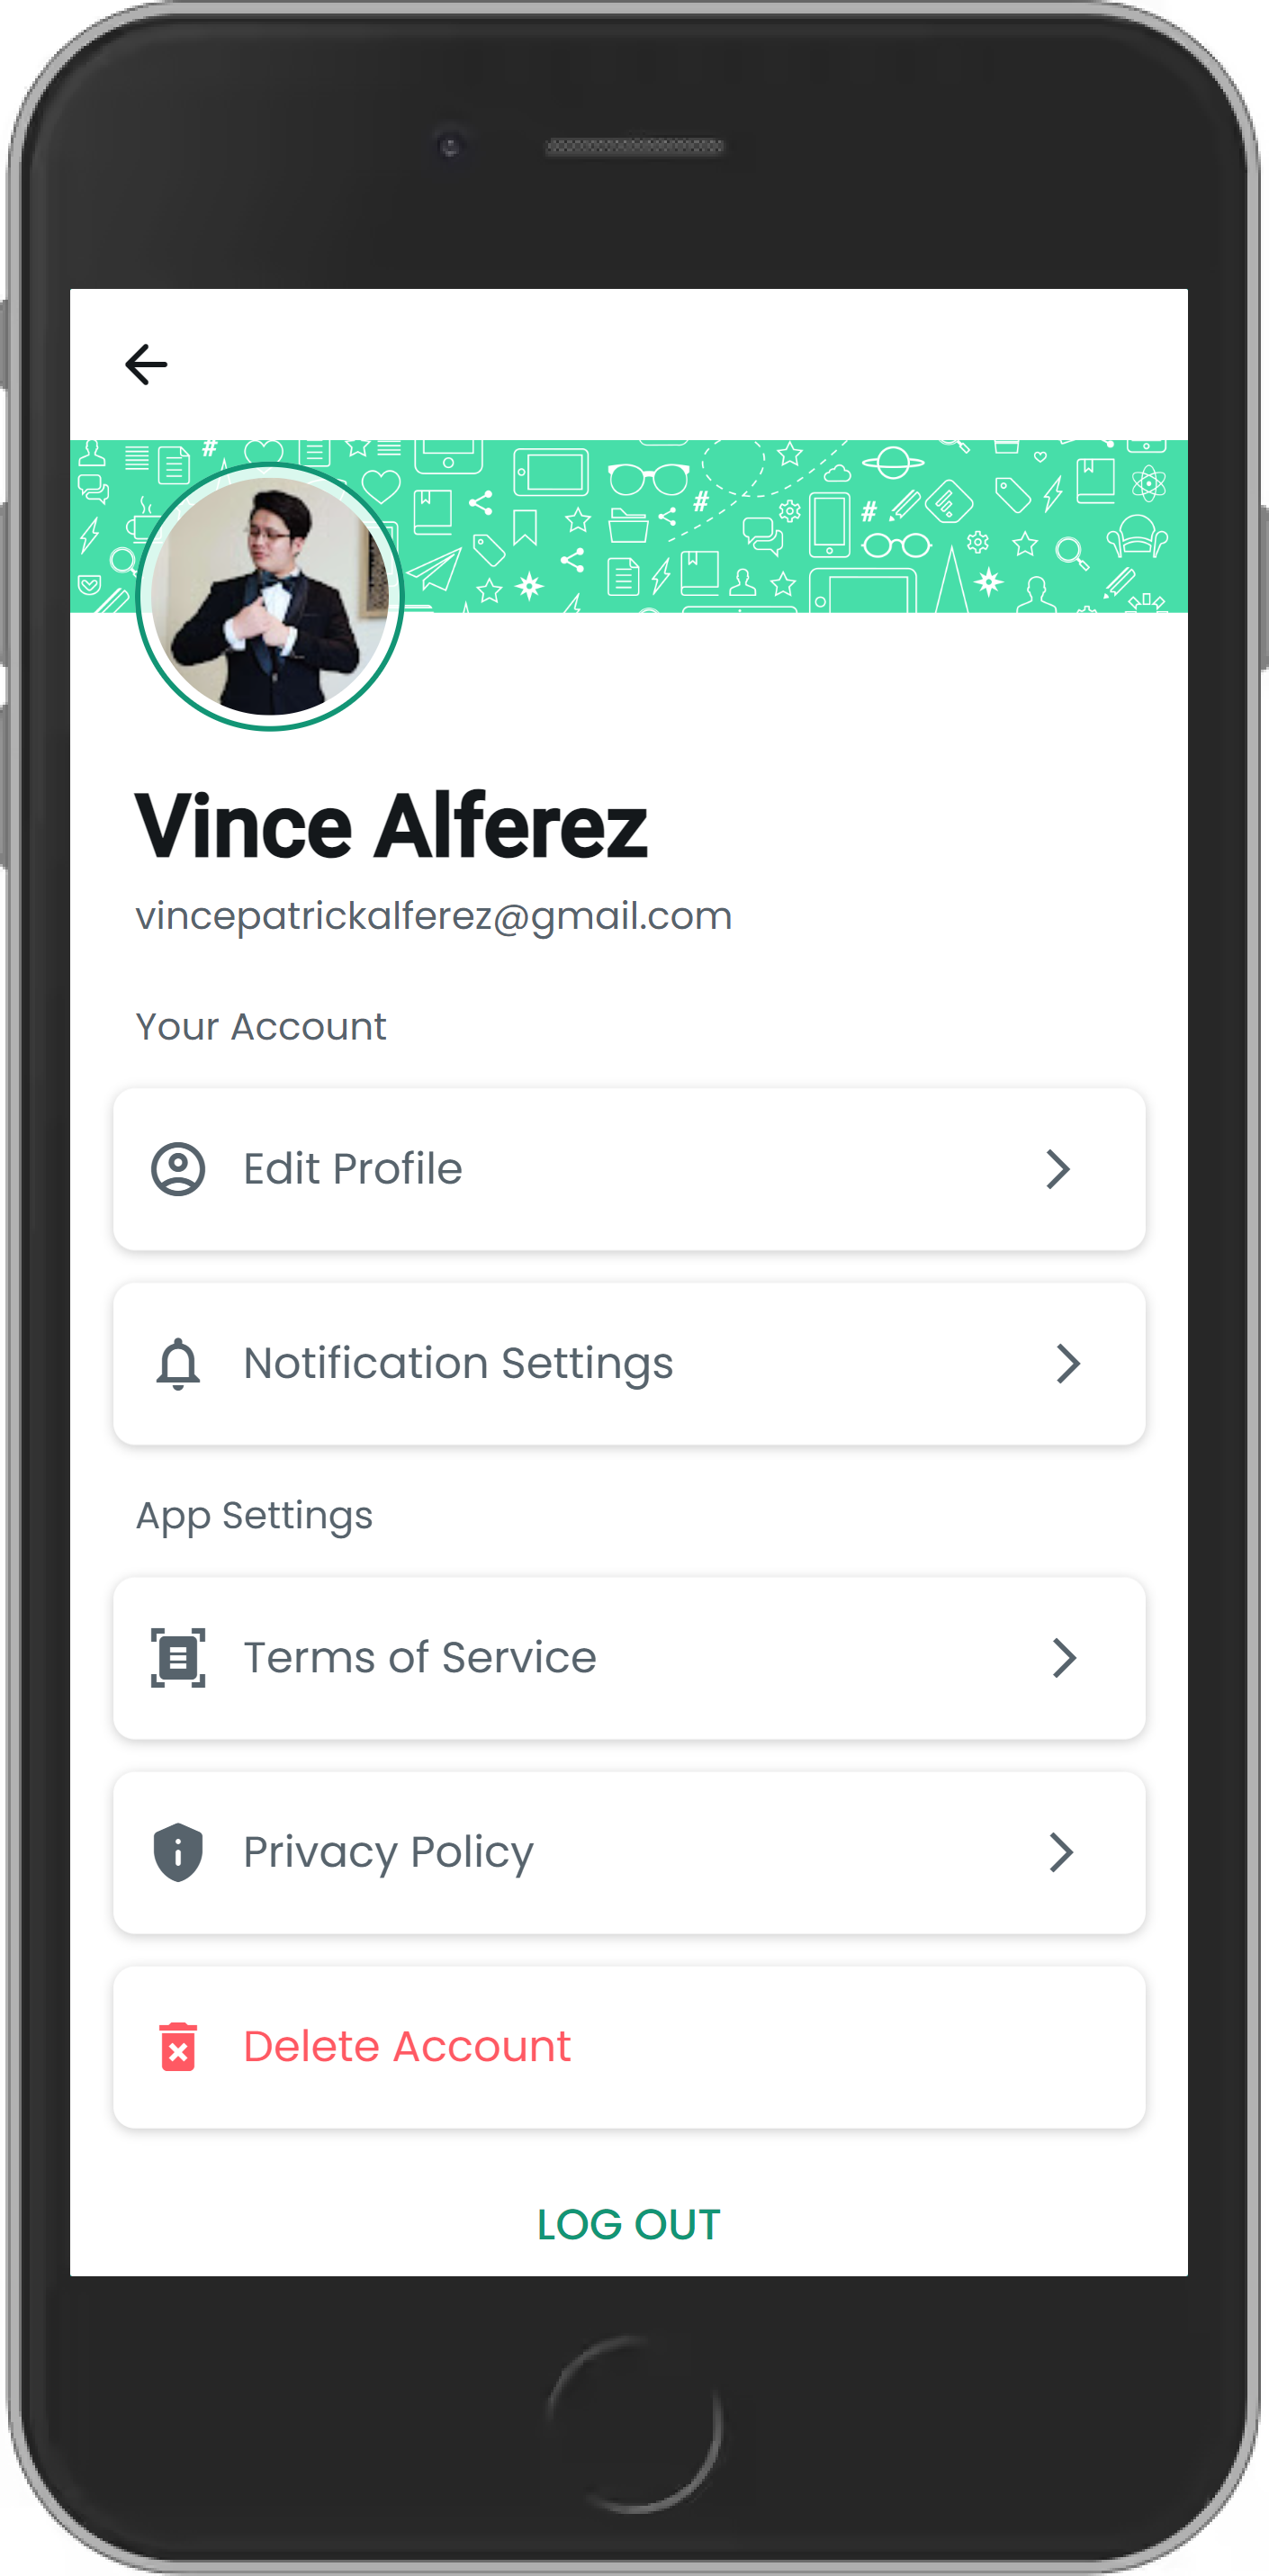 Vince Alferez
vincepatrickalferez@gmail.com
Your Account
Edit Profile
Notification Settings
App Settings
Terms of Service
Privacy Policy
Delete Account
LOG OUT